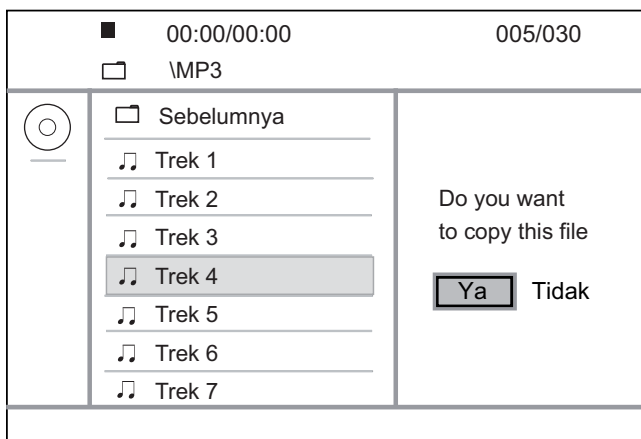 00:00/00:00 005/030
\MP3
Sebelumnya
Trek 1
Trek 2
Trek 3
Trek 4
Trek 5
Trek 6
Trek 7
Do you want
to copy this file
Ya Tidak